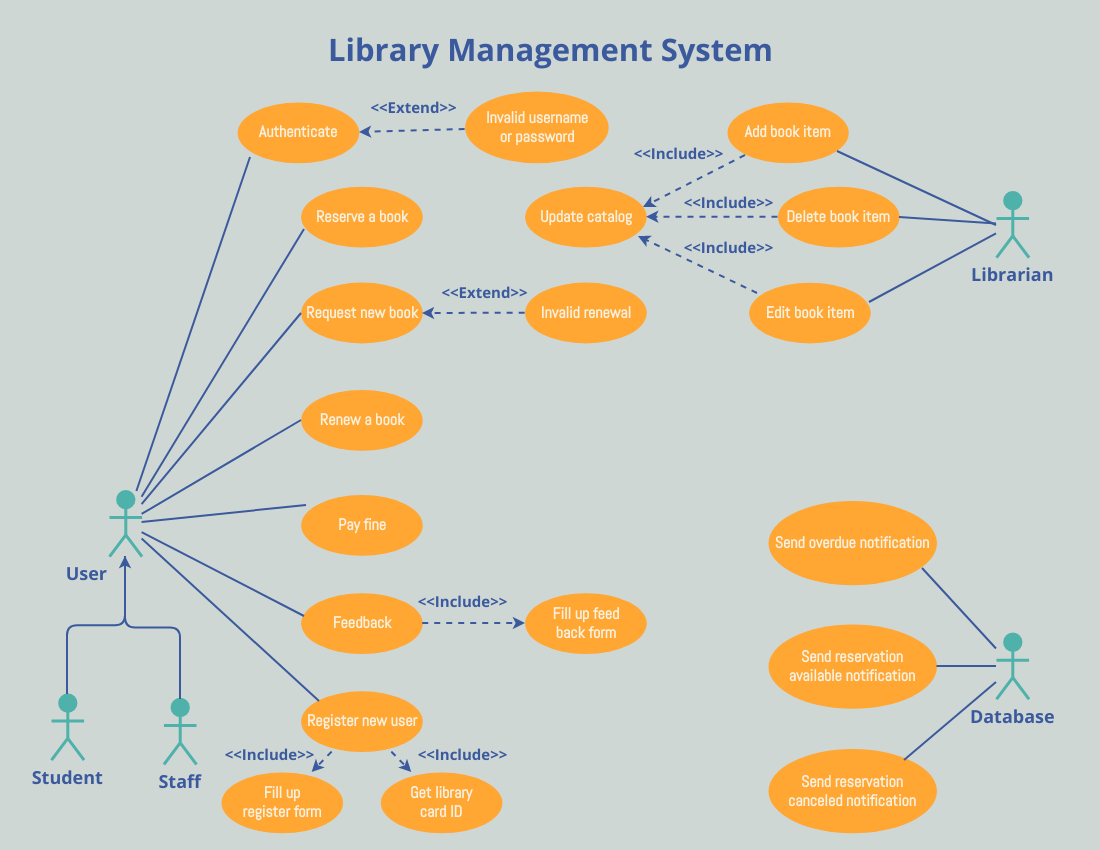 Library Management System
<<Extend>>
Authenticate
Invalid username
or password
Add book item
<<Include>>
Reserve a book
Update catalog
<<Include>>
Delete book item
<<Include>>
Librarian
<<Extend>>
Request new book
Invalid renewal
Edit book item
Renew a book
Pay fine
Send overdue notification
User
<<Include>>
Feedback
Fill up feed
back form
Send reservation
available notification
Database
Register new user
<<Include>>
<<Include>>
Student
Staff
Fill up
register form
Get library
card ID
Send reservation
canceled notification